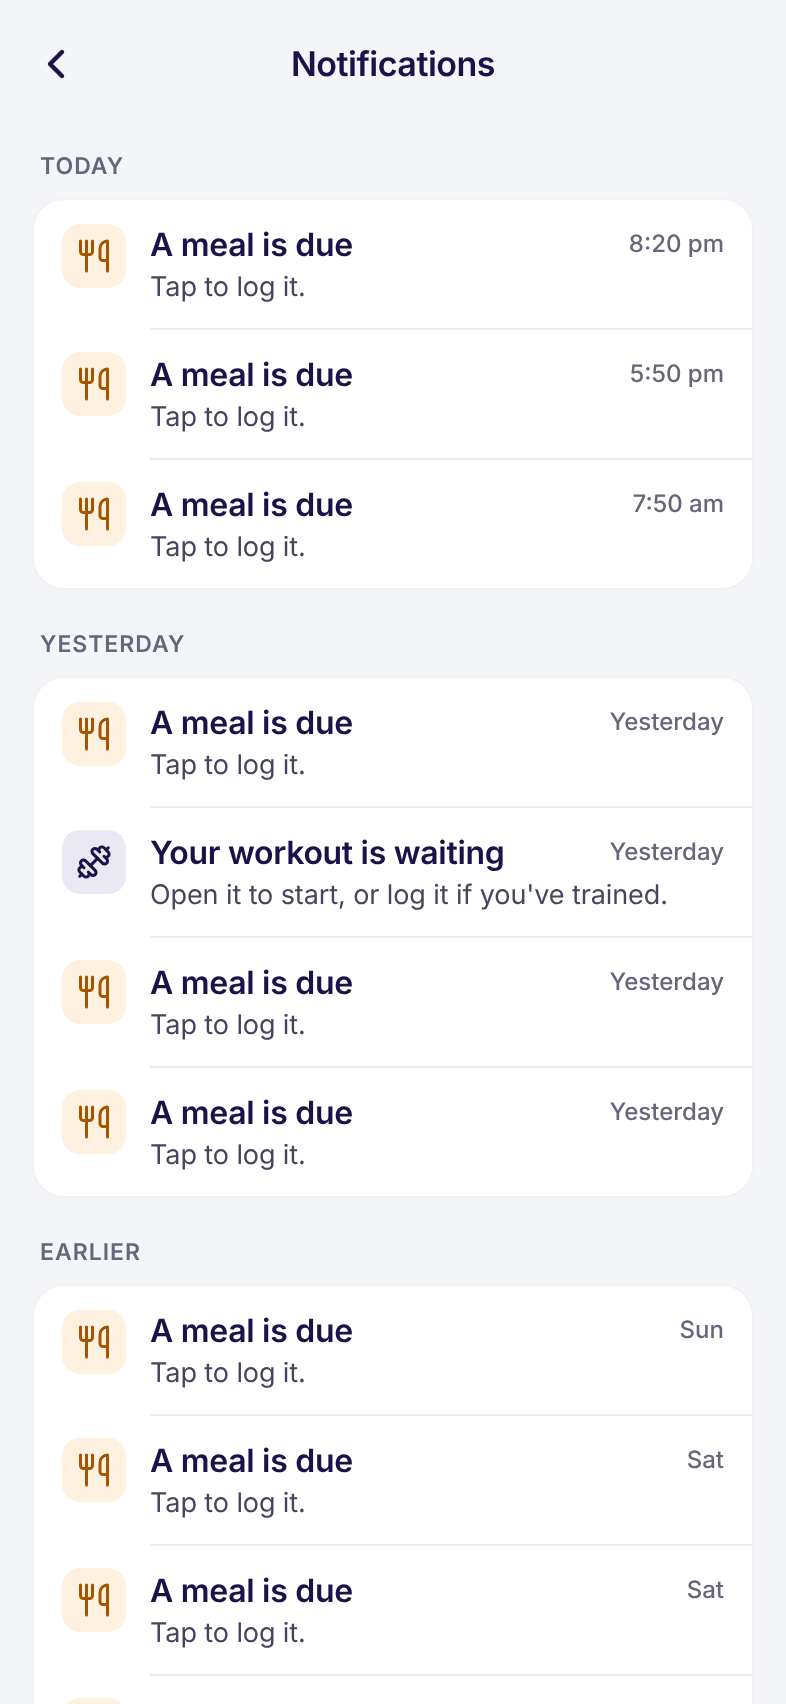 Notifications
TODAY
A meal is due 8:20 pm
Tap to log it.
A meal is due 5:50 pm
Tap to log it.
A meal is due 7:50 am
Tap to log it.
YESTERDAY
A meal is due Yesterday
Tap to log it.
Your workout is waiting Yesterday
Open it to start, or log it if you've trained.
A meal is due Yesterday
Tap to log it.
A meal is due Yesterday
Tap to log it.
EARLIER
A meal is due Sun
Tap to log it.
A meal is due Sat
Tap to log it.
A meal is due Sat
Tap to log it.